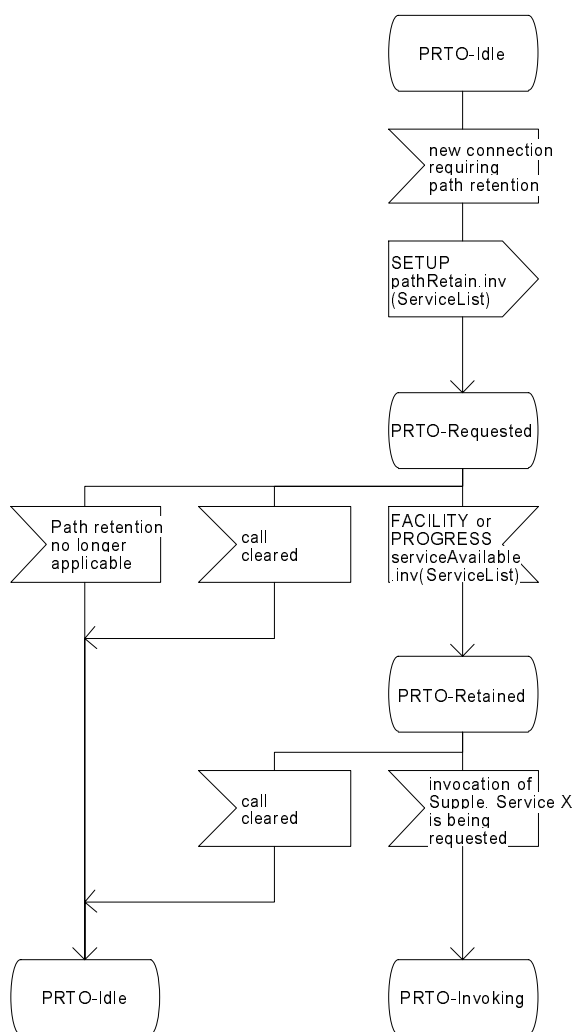 PRTO-Idle
new connection
requiring
path retention
SETUP
pathRetain.inv
(ServiceList)
PRTO-Requested
Path retention
no longer
applicable
call
cleared
FACILITY or
PROGRESS
serviceAvailable
.inv(ServiceList)
PRTO-Retained
call
cleared
invocation of
Supple. Service X
is being
requested
PRTO-Idle
PRTO-Invoking